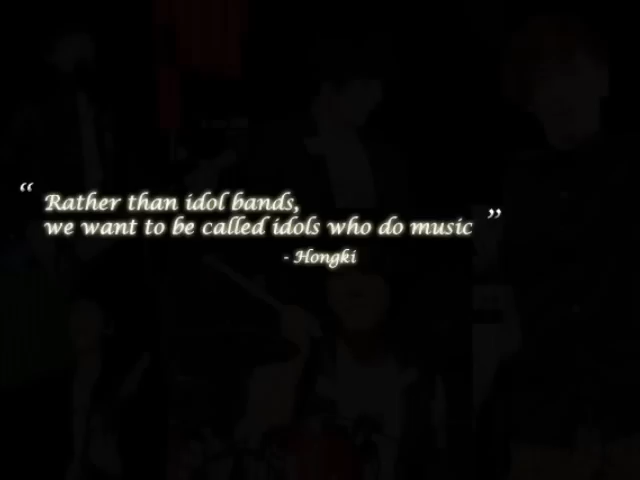 “ Rather than idol bands,
we want to be called idols who do music ”
- Hongki